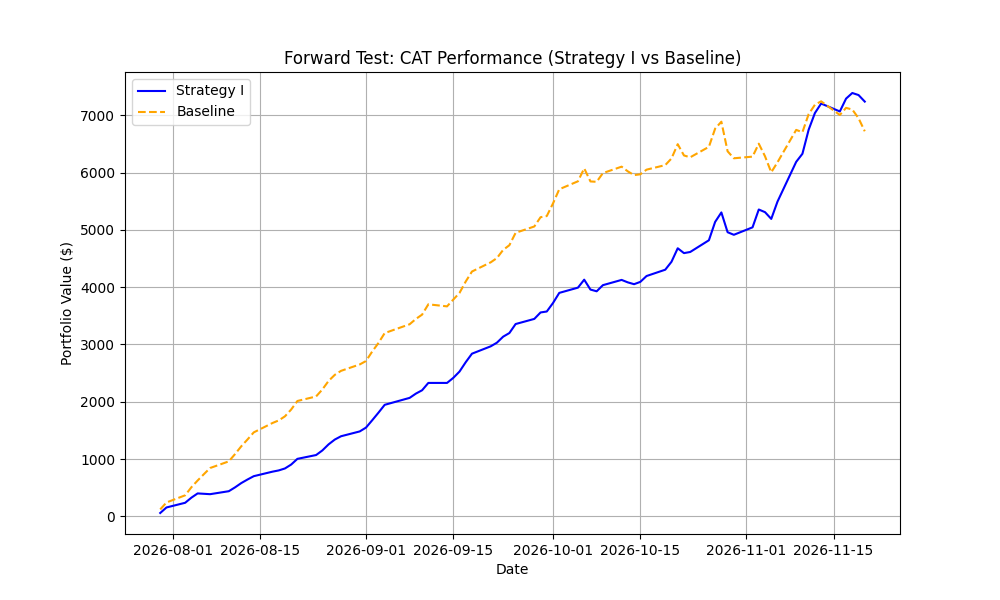 Forward Test: CAT Performance (Strategy I vs Baseline)
Strategy I
Baseline
Portfolio Value ($)
7000
6000
5000
4000
3000
2000
1000
0
2026-08-01 2026-08-15 2026-09-01 2026-09-15 2026-10-01 2026-10-15 2026-11-01 2026-11-15
Date